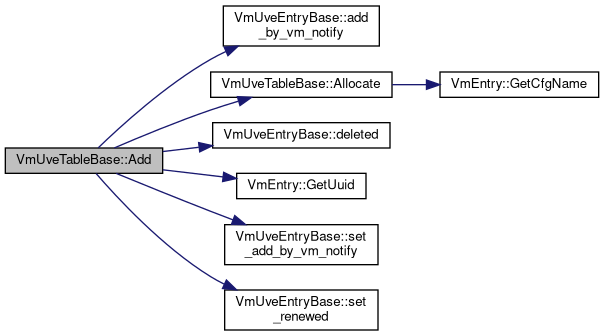 VmUveEntryBase::add
_by_vm_notify
VmUveTableBase::Allocate
VmEntry::GetCfgName
VmUveEntryBase::deleted
VmUveTableBase::Add
VmEntry::GetUuid
VmUveEntryBase::set
_add_by_vm_notify
VmUveEntryBase::set
_renewed